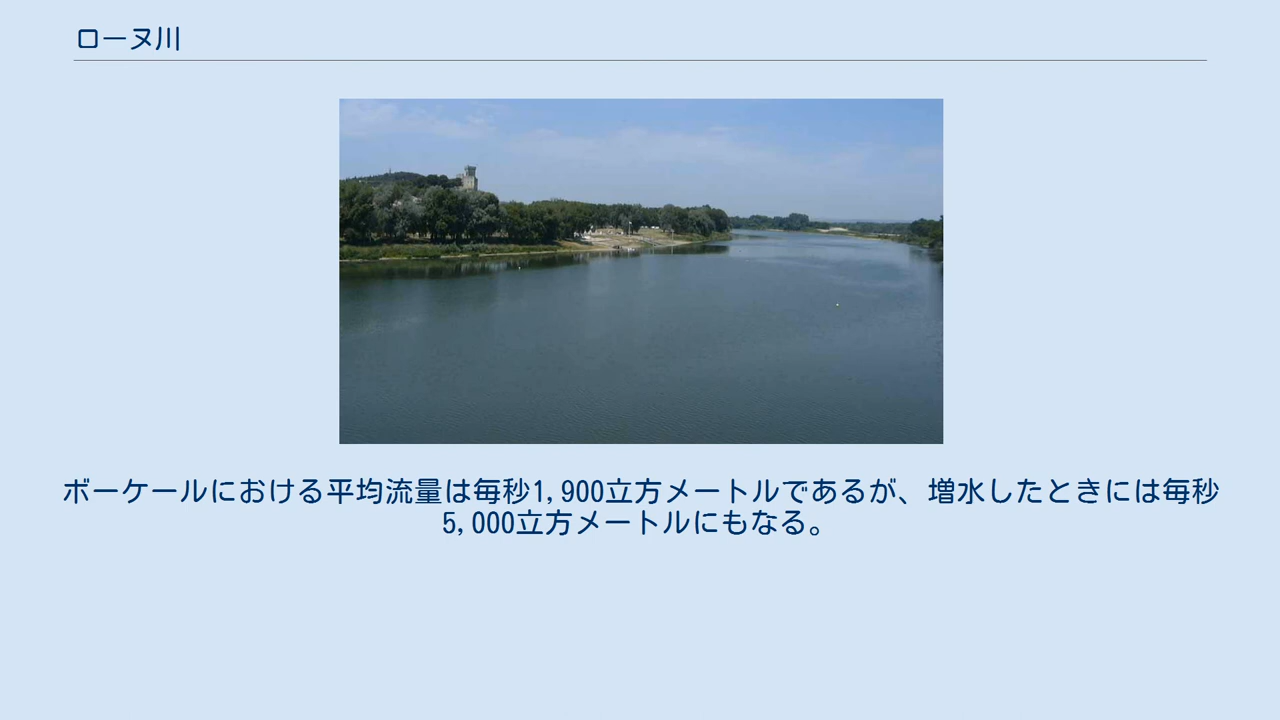 ローヌ川
ボーケールにおける平均流量は毎秒1,900立方メートルであるが、増水したときには毎秒
5,000立方メートルにもなる。